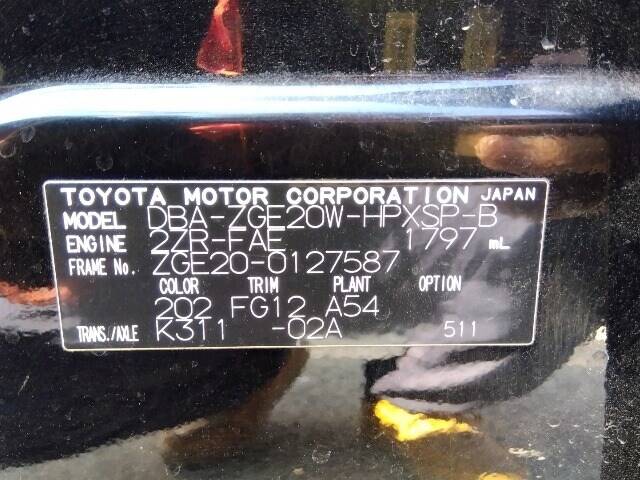 TOYOTA MOTOR CORPORATION JAPAN
MODEL DBA-ZGE20W-HPXSP-B
ENGINE 2ZR-FAE 1797 mL
FRAME No. ZGE20-0127587
COLOR TRIM PLANT OPTION
202 FG12 A54
TRANS./AXLE K311 -02A 511